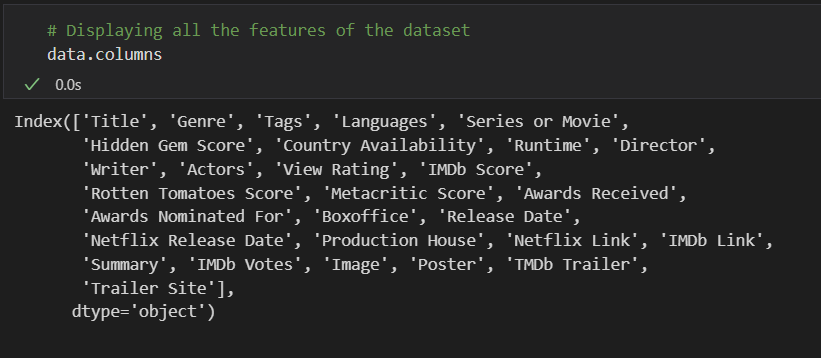 # Displaying all the features of the dataset
data.columns
0.0s
Index(['Title', 'Genre', 'Tags', 'Languages', 'Series or Movie',
'Hidden Gem Score', 'Country Availability', 'Runtime', 'Director',
'Writer', 'Actors', 'View Rating', 'IMDb Score',
'Rotten Tomatoes Score', 'Metacritic Score', 'Awards Received',
'Awards Nominated For', 'Boxoffice', 'Release Date',
'Netflix Release Date', 'Production House', 'Netflix Link', 'IMDb Link',
'Summary', 'IMDb Votes', 'Image', 'Poster', 'TMDb Trailer',
'Trailer Site'],
dtype='object')